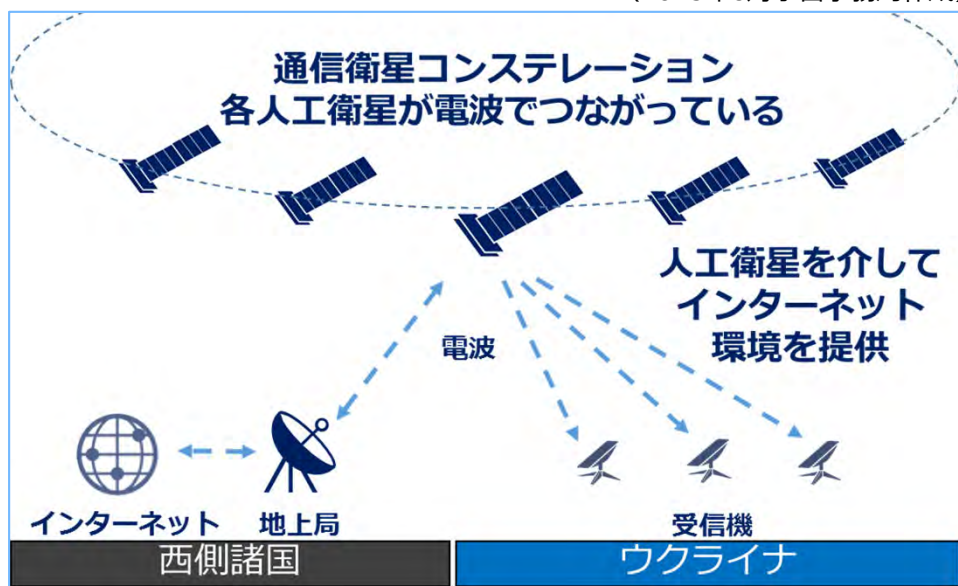 通信衛星コンステレーション
各人工衛星が電波でつながっている
人工衛星を介して
インターネット
環境を提供
電波
インターネット
地上局
受信機
西側諸国
ウクライナ